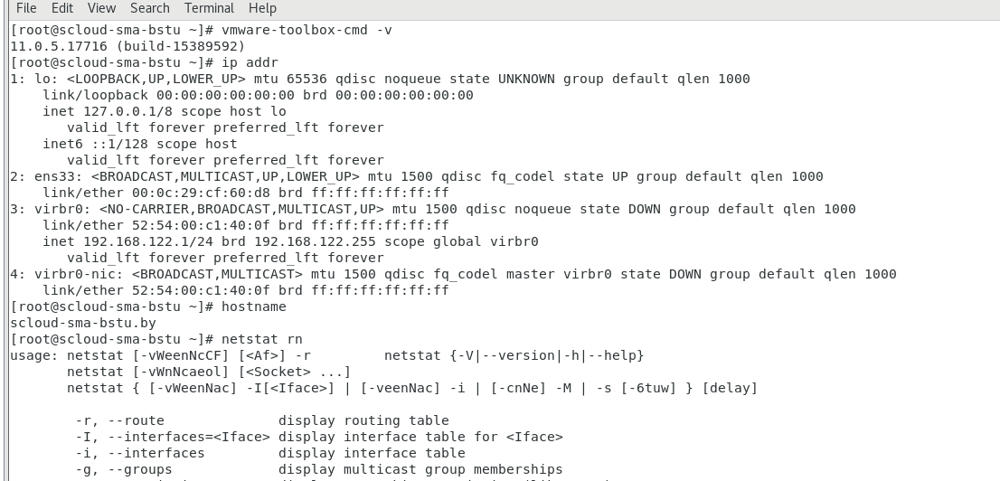 File Edit View Search Terminal Help
[root@scloud-sma-bstu ~]# vmware-toolbox-cmd -v
11.0.5.17716 (build-15389592)
[root@scloud-sma-bstu ~]# ip addr
1: lo: <LOOPBACK,UP,LOWER_UP> mtu 65536 qdisc noqueue state UNKNOWN group default qlen 1000
    link/loopback 00:00:00:00:00:00 brd 00:00:00:00:00:00
    inet 127.0.0.1/8 scope host lo
       valid_lft forever preferred_lft forever
    inet6 ::1/128 scope host
       valid_lft forever preferred_lft forever
2: ens33: <BROADCAST,MULTICAST,UP,LOWER_UP> mtu 1500 qdisc fq_codel state UP group default qlen 1000
    link/ether 00:0c:29:cf:60:d8 brd ff:ff:ff:ff:ff:ff
3: virbr0: <NO-CARRIER,BROADCAST,MULTICAST,UP> mtu 1500 qdisc noqueue state DOWN group default qlen 1000
    link/ether 52:54:00:c1:40:0f brd ff:ff:ff:ff:ff:ff
    inet 192.168.122.1/24 brd 192.168.122.255 scope global virbr0
       valid_lft forever preferred_lft forever
4: virbr0-nic: <BROADCAST,MULTICAST> mtu 1500 qdisc fq_codel master virbr0 state DOWN group default qlen 1000
    link/ether 52:54:00:c1:40:0f brd ff:ff:ff:ff:ff:ff
[root@scloud-sma-bstu ~]# hostname
scloud-sma-bstu.by
[root@scloud-sma-bstu ~]# netstat rn
usage: netstat [-vWeenNcCF] [<Af>] -r         netstat {-V|--version|-h|--help}
       netstat [-vWnNcaeol] [<Socket> ...]
       netstat { [-vWeenNac] -I[<Iface>] | [-veenNac] -i | [-cnNe] -M | -s [-6tuw] } [delay]
        -r, --route              display routing table
        -I, --interfaces=<Iface> display interface table for <Iface>
        -i, --interfaces         display interface table
        -g, --groups             display multicast group memberships